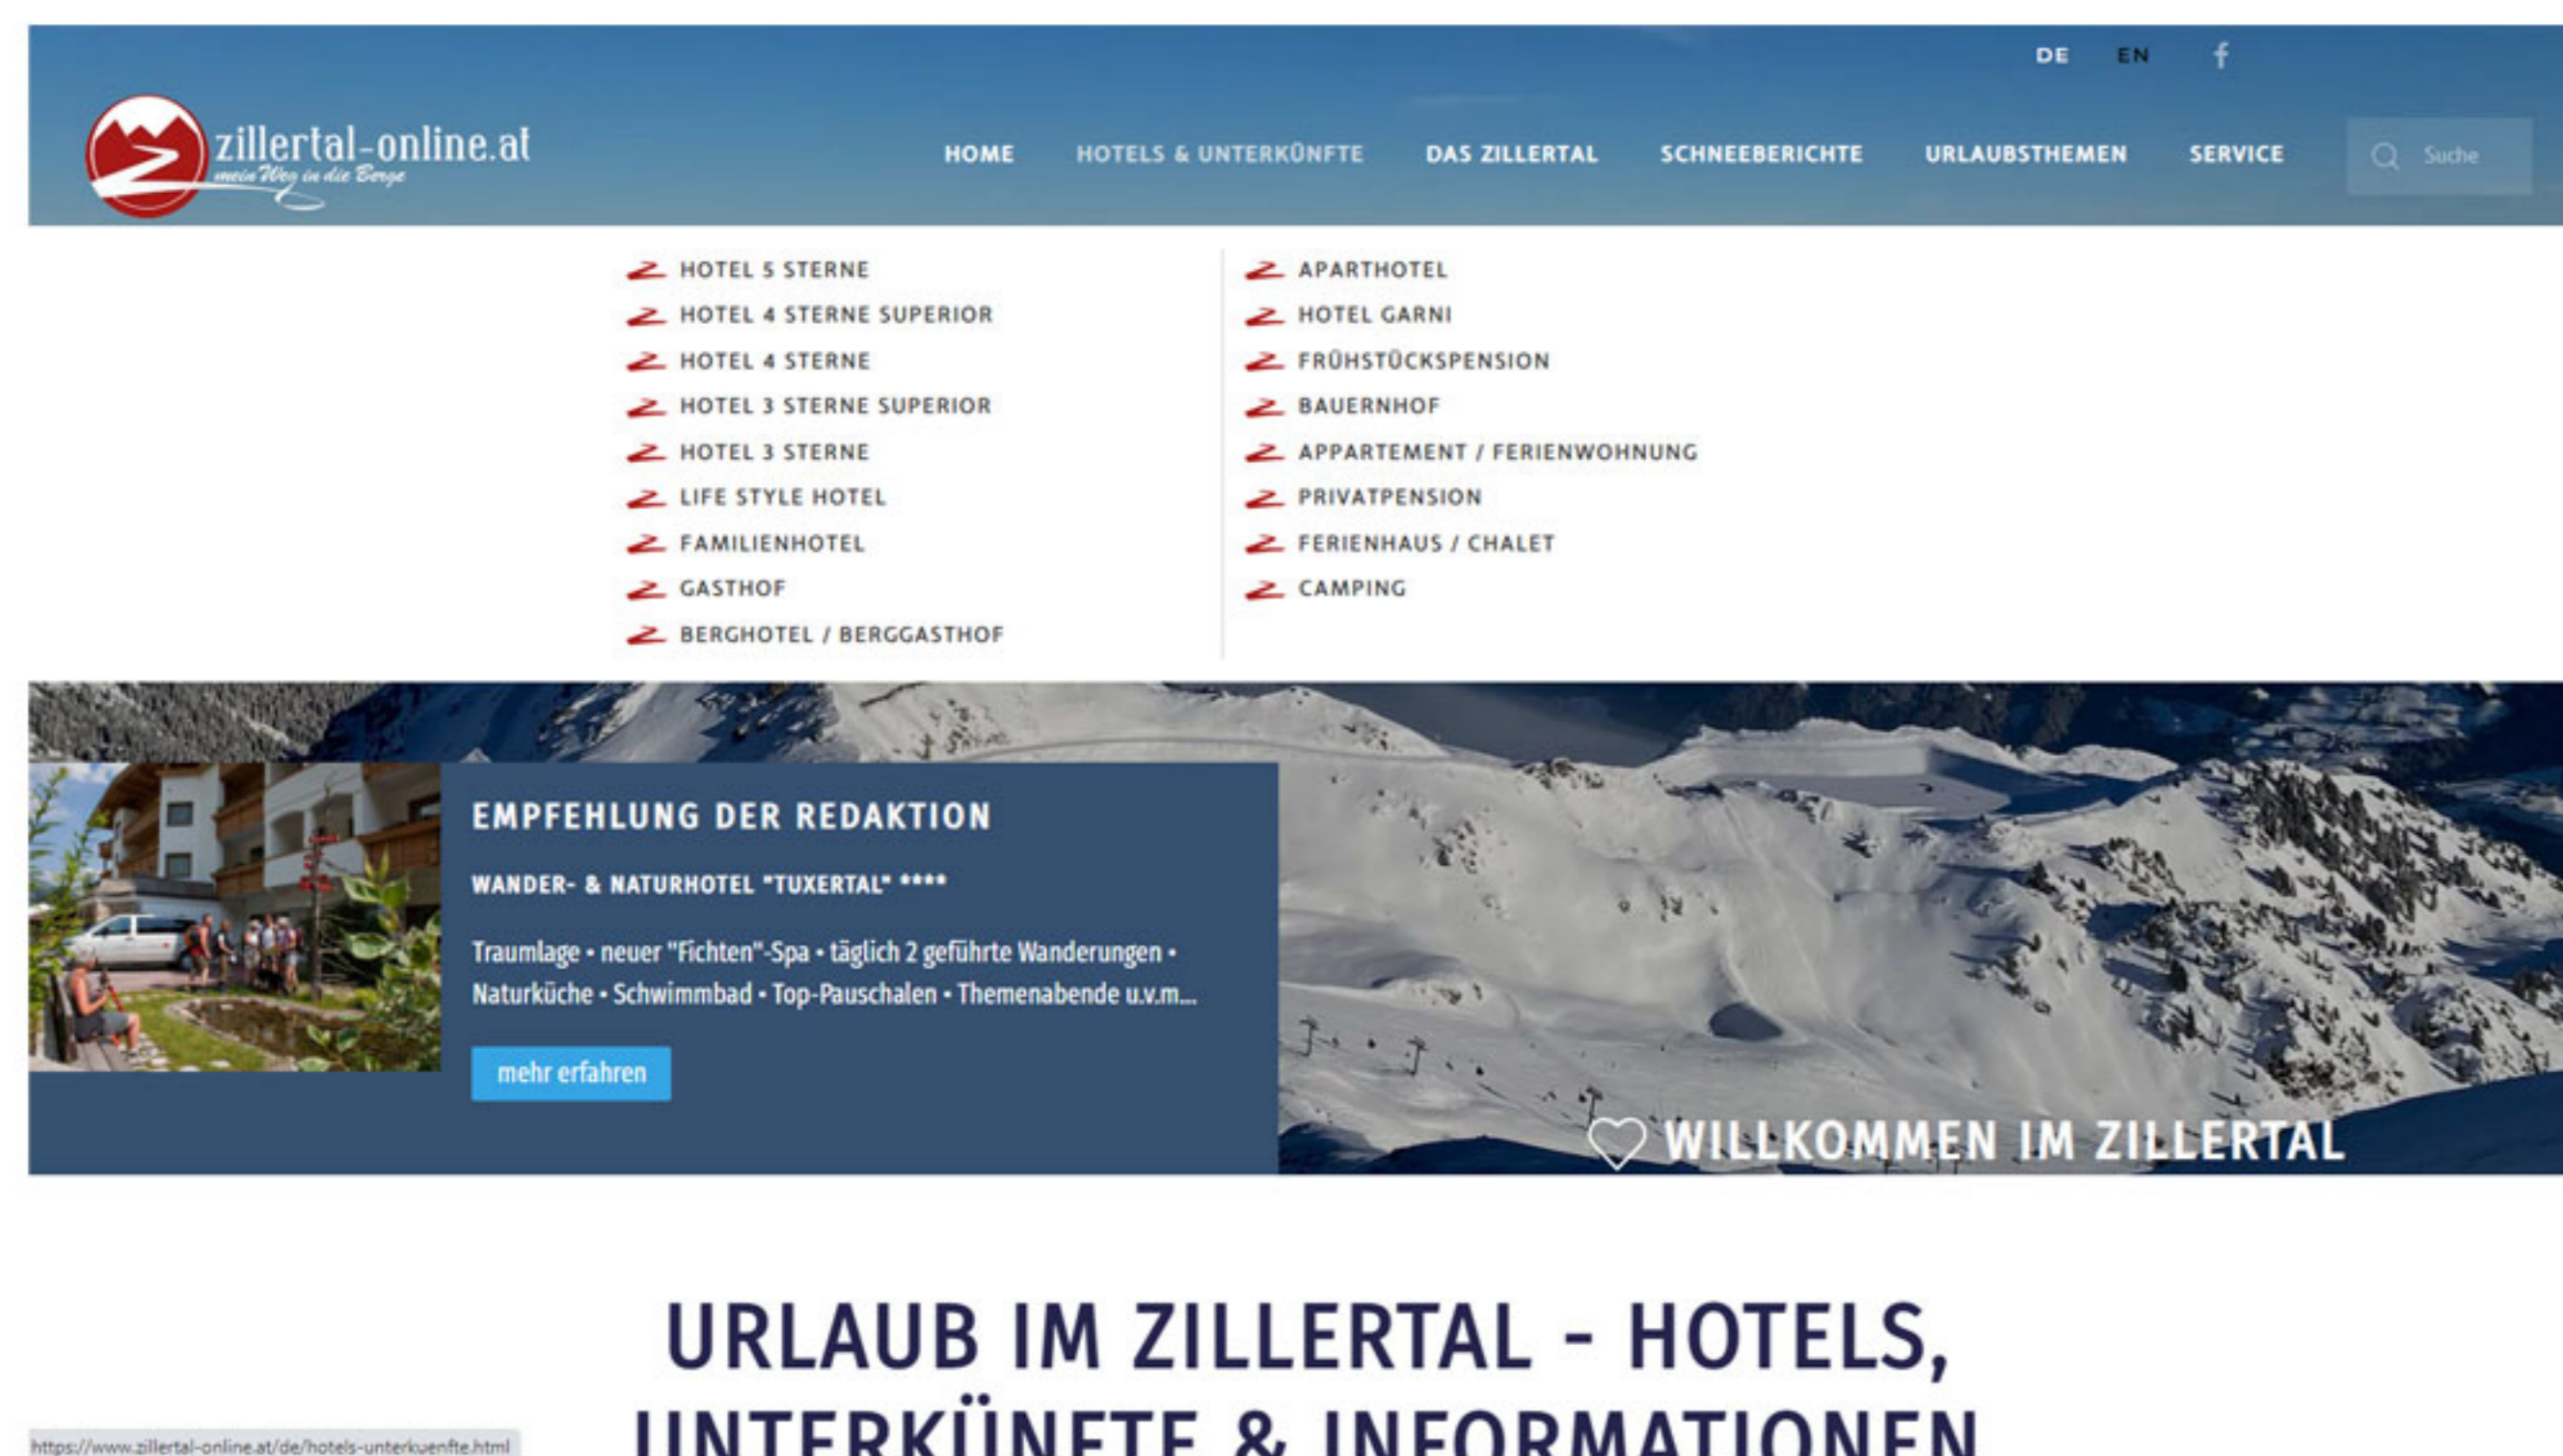 DE EN f
zillertal-online.at
mein Weg in die Berge
HOME HOTELS & UNTERKÜNFTE DAS ZILLERTAL SCHNEEBERICHTE URLAUBSTHEMEN SERVICE Suche
HOTEL 5 STERNE
HOTEL 4 STERNE SUPERIOR
HOTEL 4 STERNE
HOTEL 3 STERNE SUPERIOR
HOTEL 3 STERNE
LIFE STYLE HOTEL
FAMILIENHOTEL
GASTHOF
BERGHOTEL / BERGGASTHOF
APARTHOTEL
HOTEL GARNI
FRÜHSTÜCKSPENSION
BAUERNHOF
APPARTEMENT / FERIENWOHNUNG
PRIVATPENSION
FERIENHAUS / CHALET
CAMPING
EMPFEHLUNG DER REDAKTION
WANDER- & NATURHOTEL "TUXERTAL" ****
Traumlage • neuer "Fichten"-Spa • täglich 2 geführte Wanderungen •
Naturküche • Schwimmbad • Top-Pauschalen • Themenabende u.v.m...
mehr erfahren
WILLKOMMEN IM ZILLERTAL
URLAUB IM ZILLERTAL - HOTELS,
UNTERKÜNFTE & INFORMATIONEN
https://www.zillertal-online.at/de/hotels-unterkuenfte.html